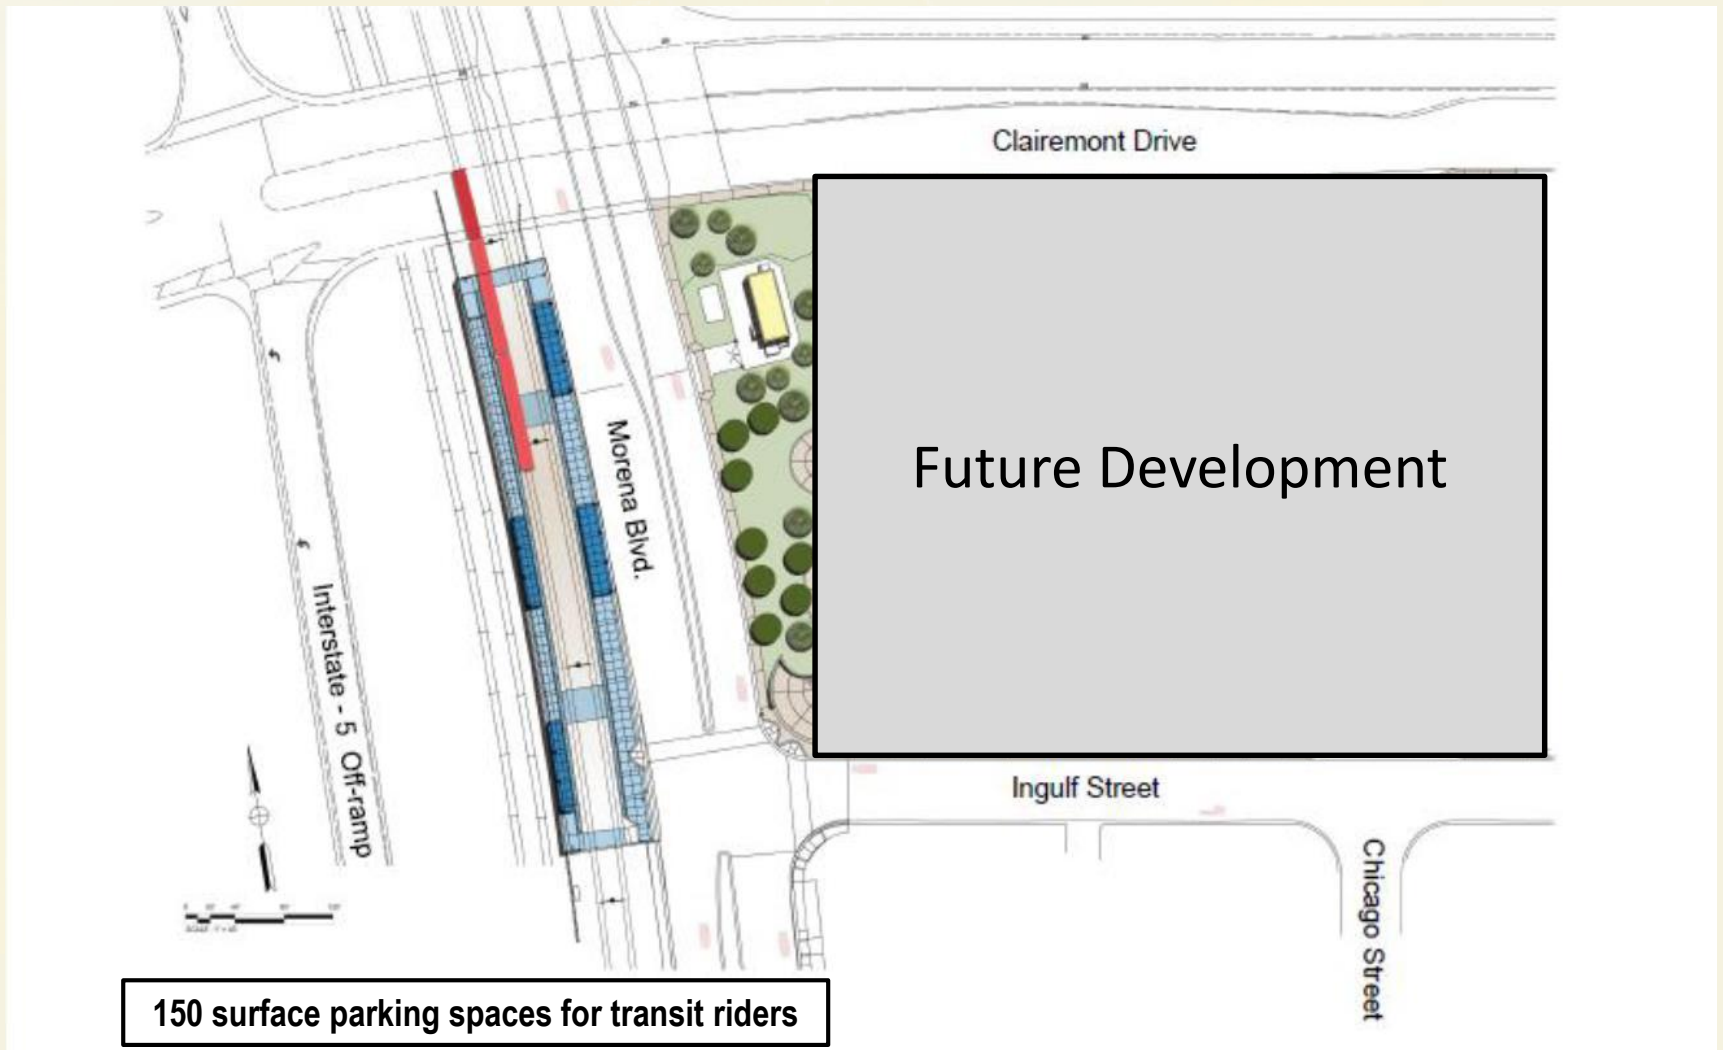 Clairemont Drive
Future Development
Morena Blvd.
Interstate - 5 Off-ramp
Ingulf Street
Chicago Street
150 surface parking spaces for transit riders